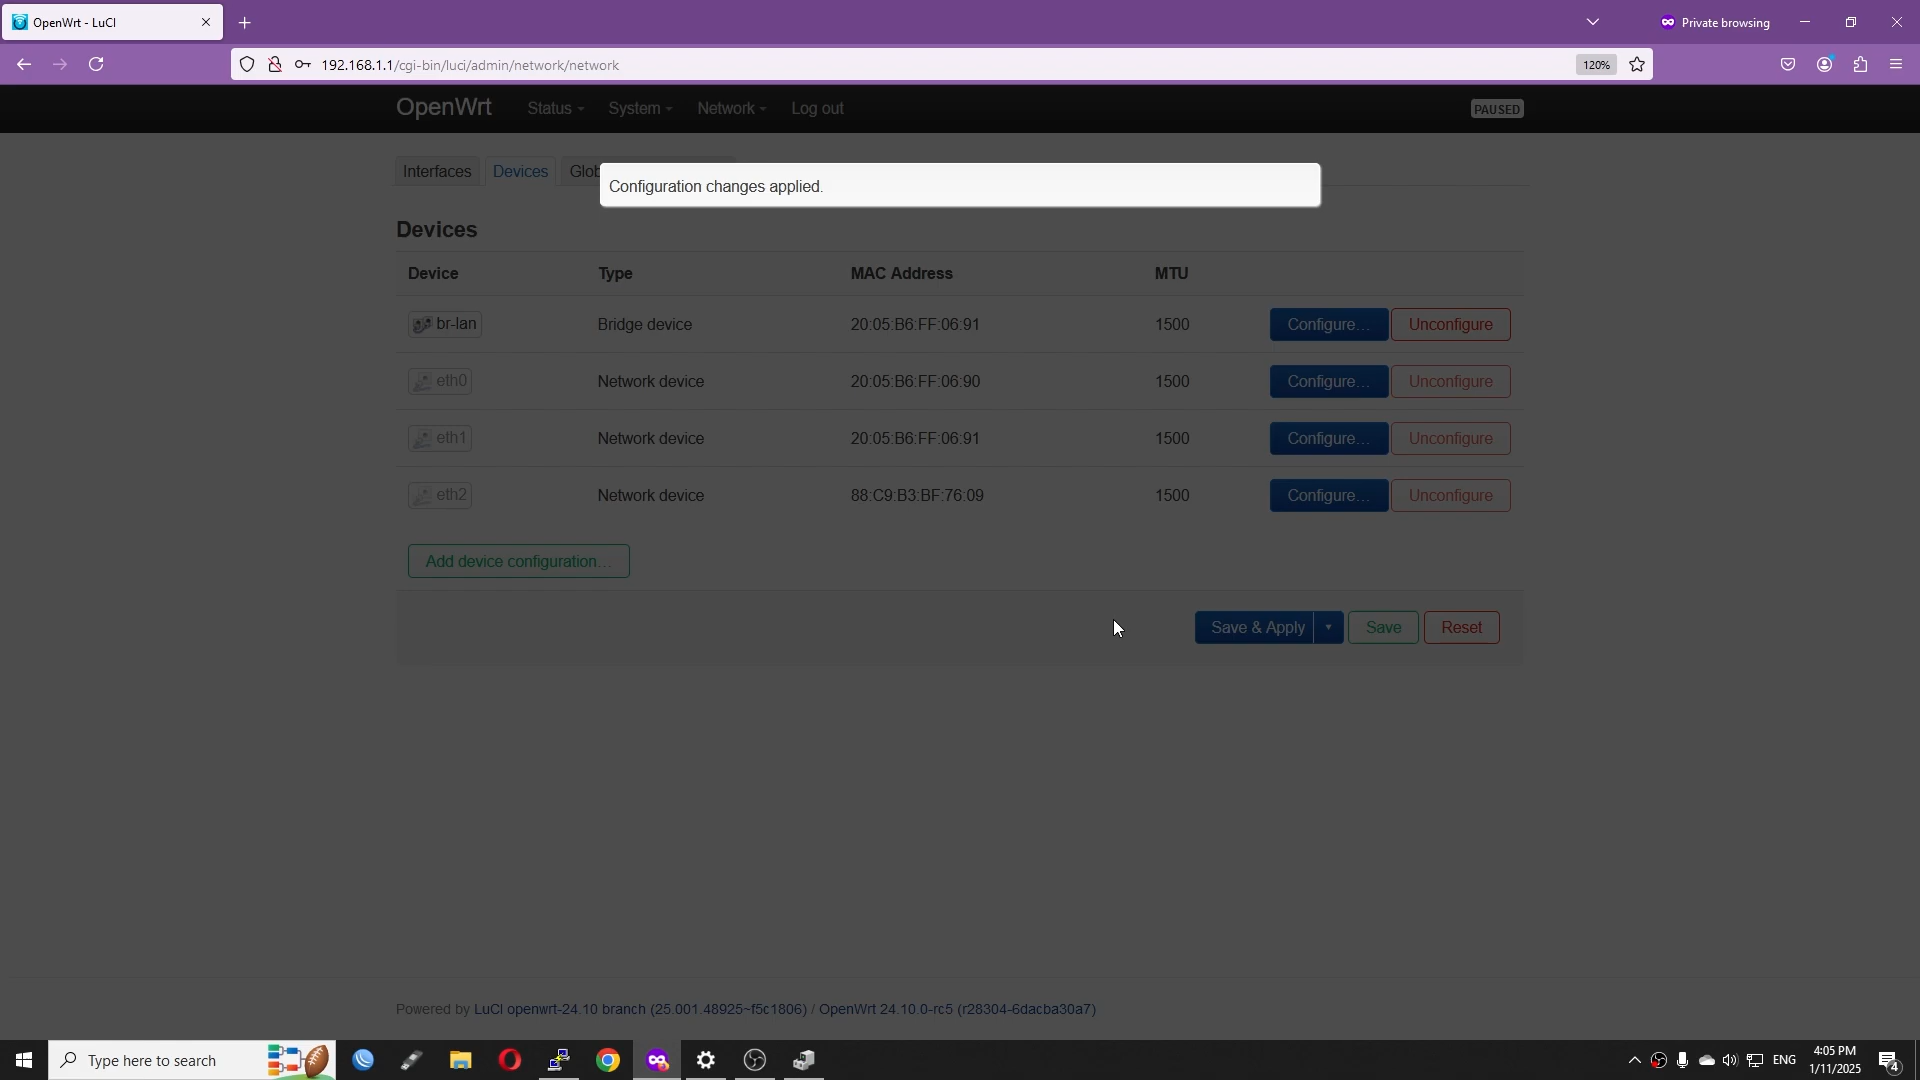 OpenWrt - LuCI
Private browsing
192.168.1.1/cgi-bin/luci/admin/network/network
120%
OpenWrt Status System Network Log out
PAUSED
Interfaces Devices Glob
Configuration changes applied.
Devices
Device Type MAC Address MTU
br-lan Bridge device 20:05:B6:FF:06:91 1500 Configure… Unconfigure
eth0 Network device 20:05:B6:FF:06:90 1500 Configure… Unconfigure
eth1 Network device 20:05:B6:FF:06:91 1500 Configure… Unconfigure
eth2 Network device 88:C9:B3:BF:76:09 1500 Configure… Unconfigure
Add device configuration…
Save & Apply Save Reset
Powered by LuCI openwrt-24.10 branch (25.001.48925~f5c1806) / OpenWrt 24.10.0-rc5 (r28304-6dacba30a7)
Type here to search
ENG
4:05 PM
1/11/2025
4